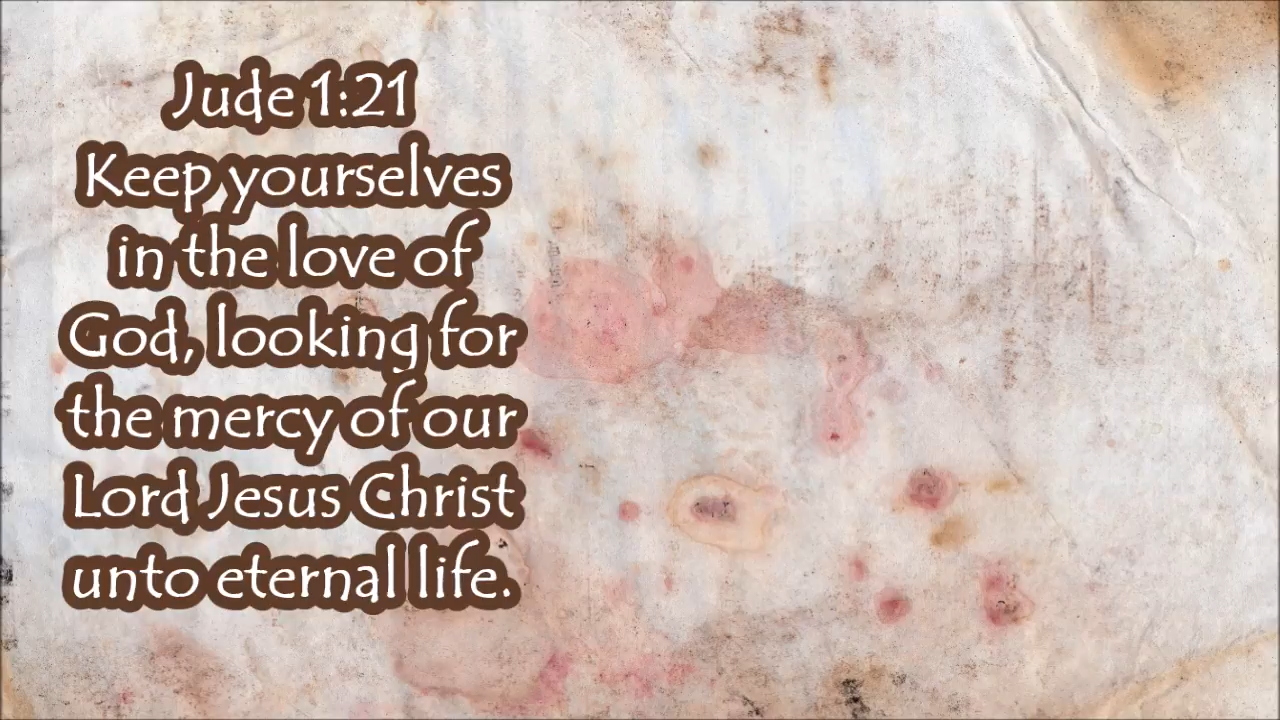 Jude 1:21
Keep yourselves
in the love of
God, looking for
the mercy of our
Lord Jesus Christ
unto eternal life.